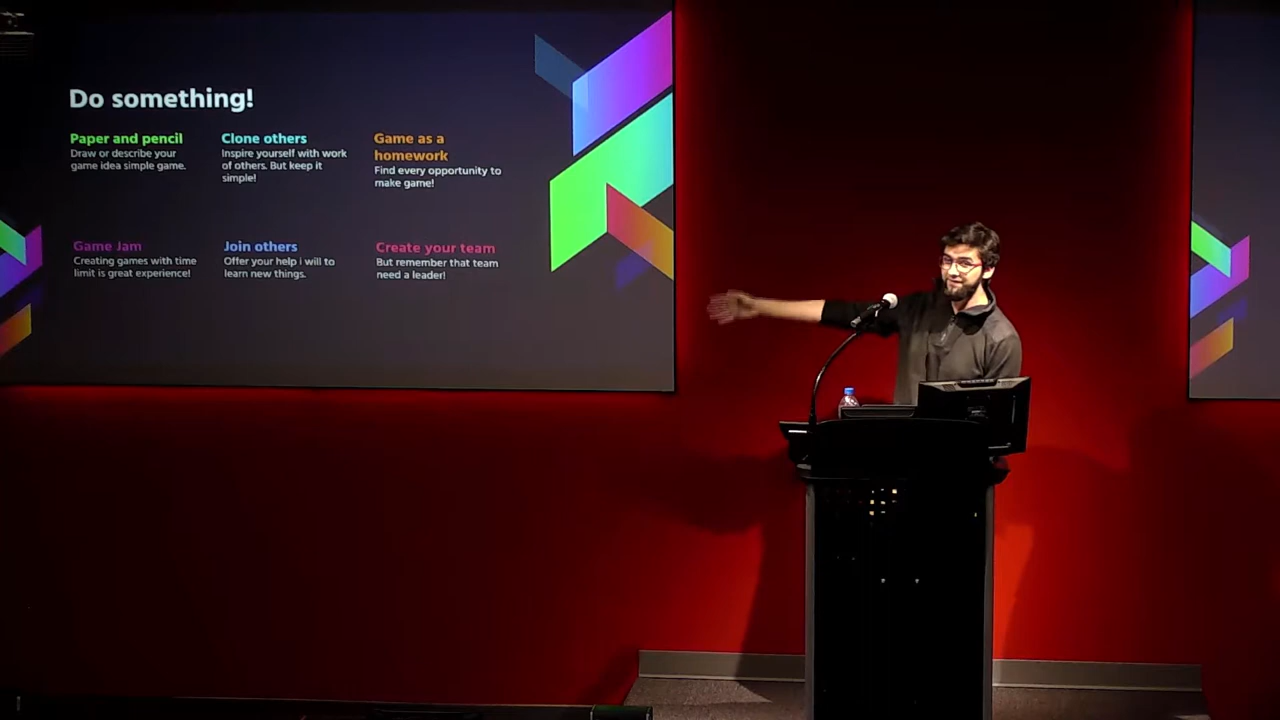 Do something!
Paper and pencil
Draw or describe your
game idea simple game.
Clone others
Inspire yourself with work
of others. But keep it
simple!
Game as a
homework
Find every opportunity to
make game!
Game Jam
Creating games with time
limit is great experience!
Join others
Offer your help i will to
learn new things.
Create your team
But remember that team
need a leader!